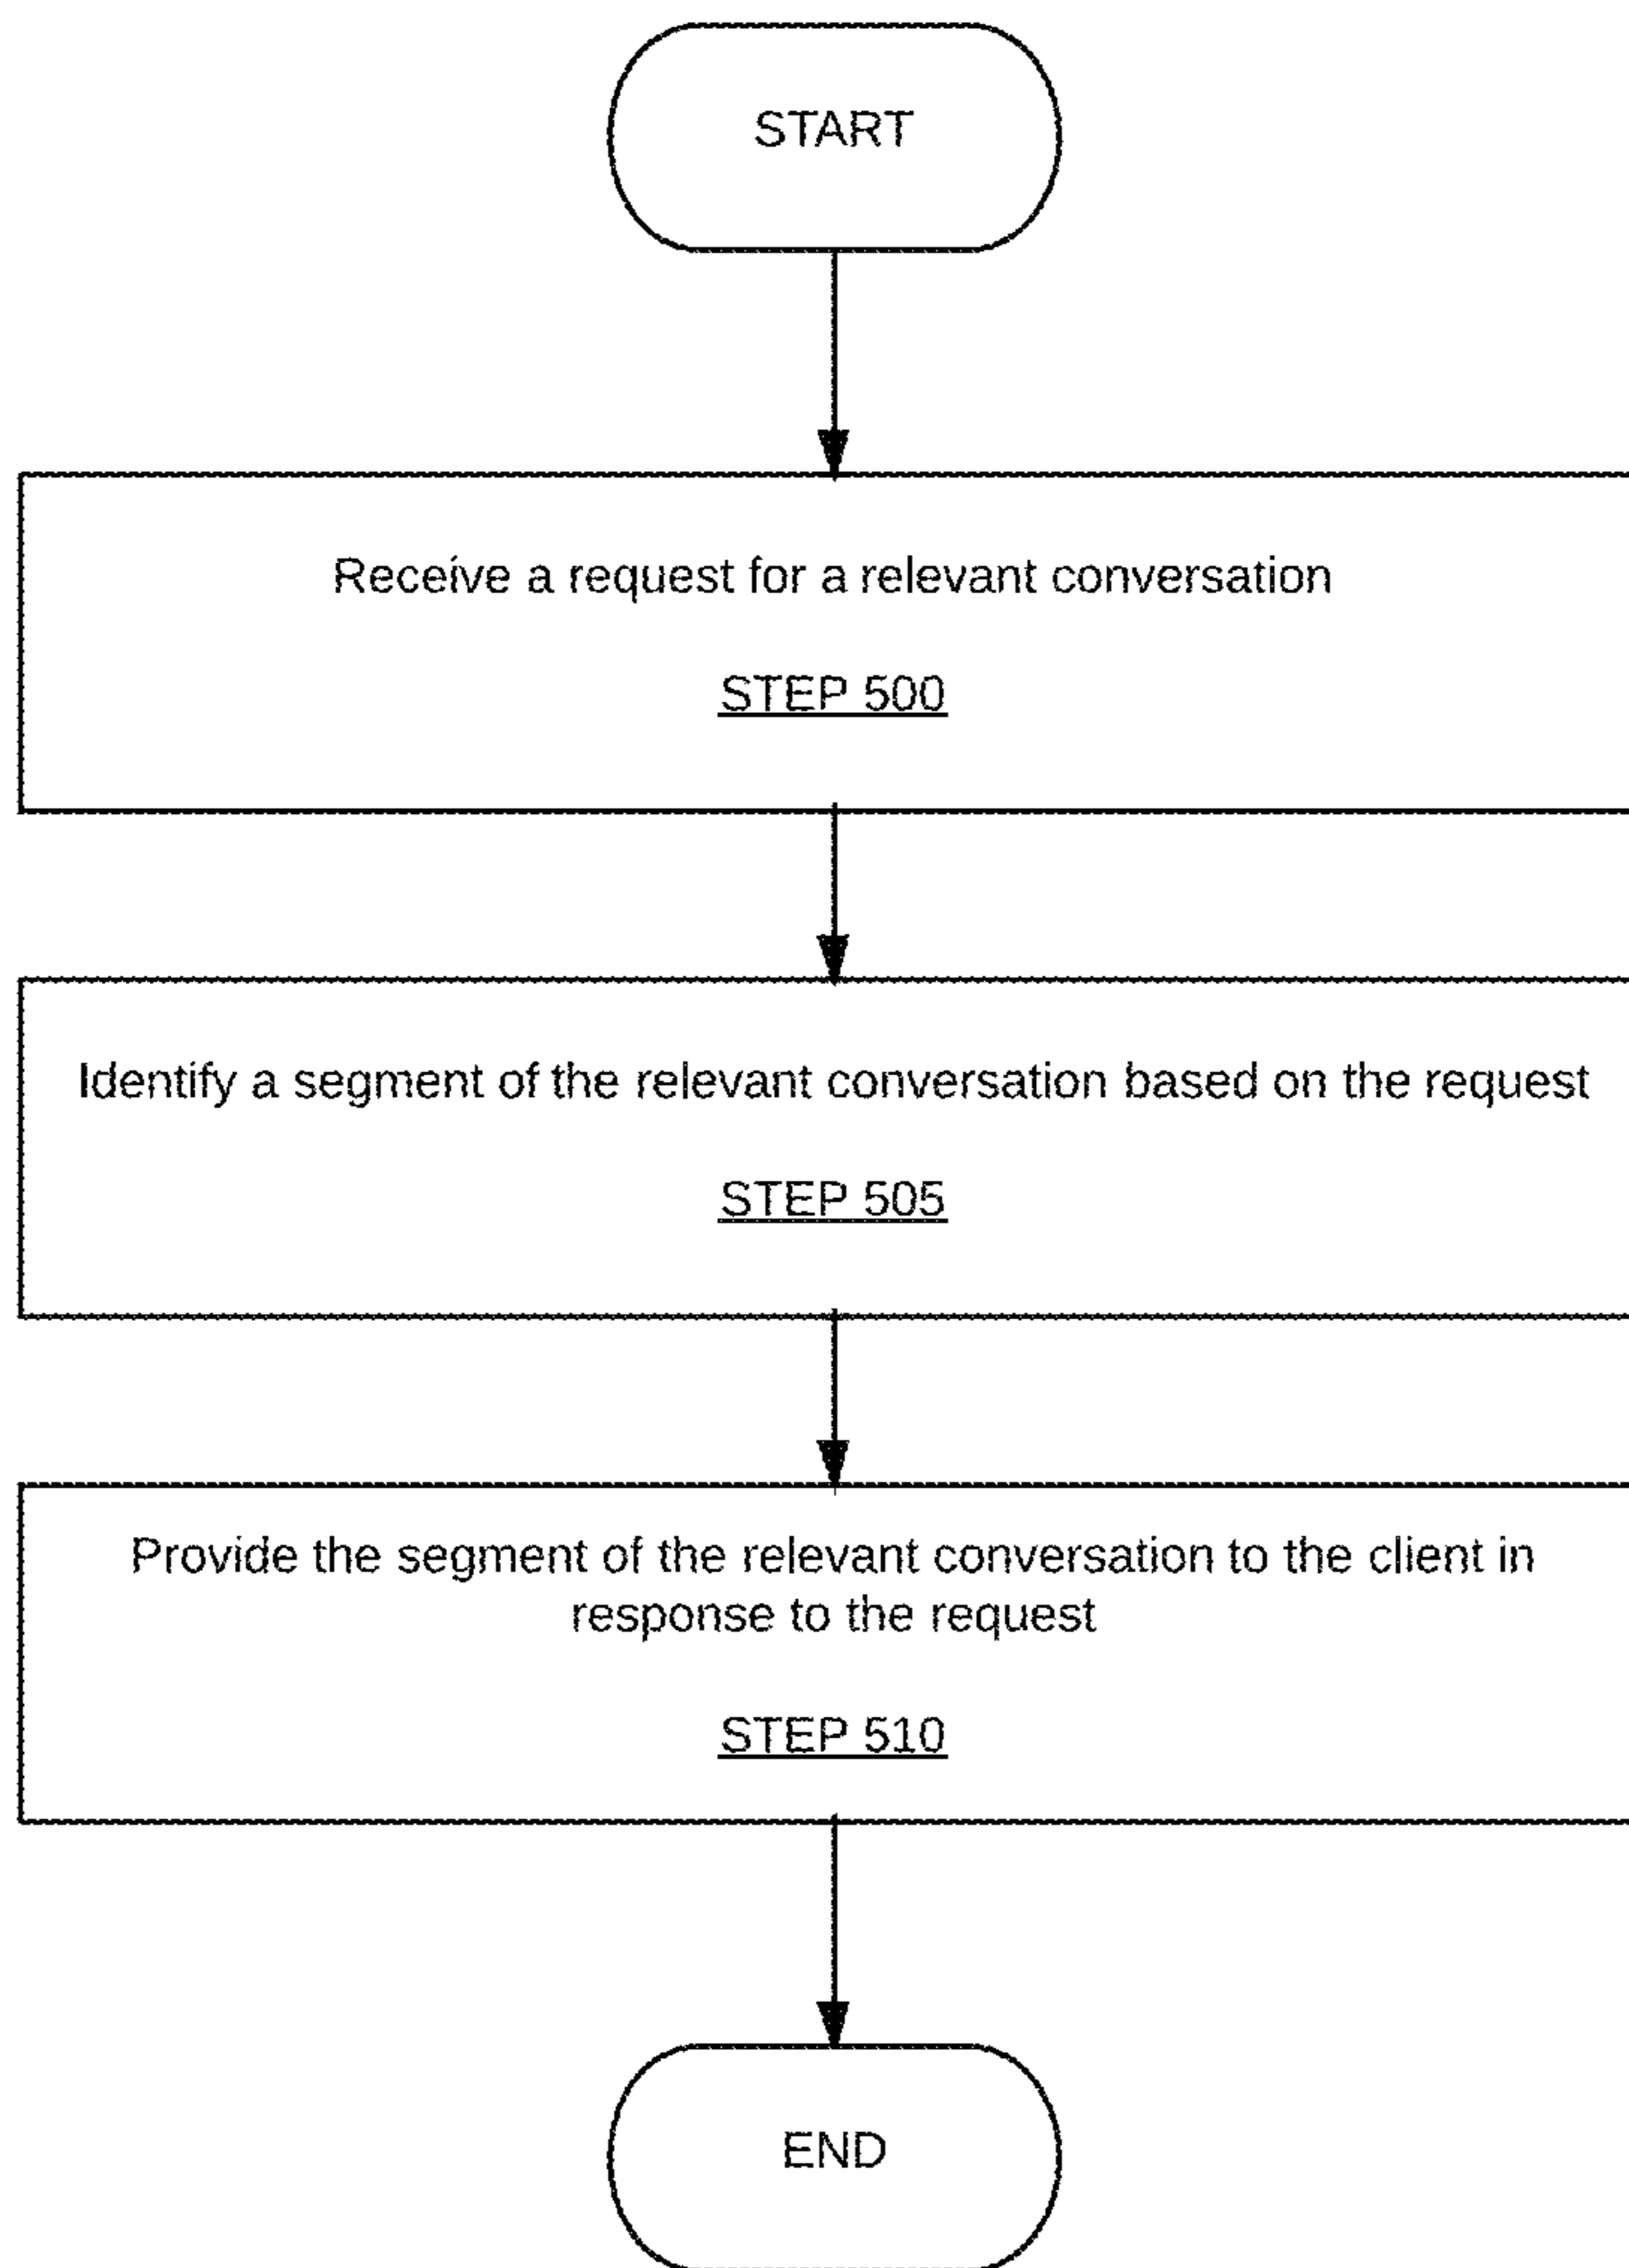 START
Receive a request for a relevant conversation
STEP 500
Identify a segment of the relevant conversation based on the request
STEP 505
Provide the segment of the relevant conversation to the client in
response to the request
STEP 510
END